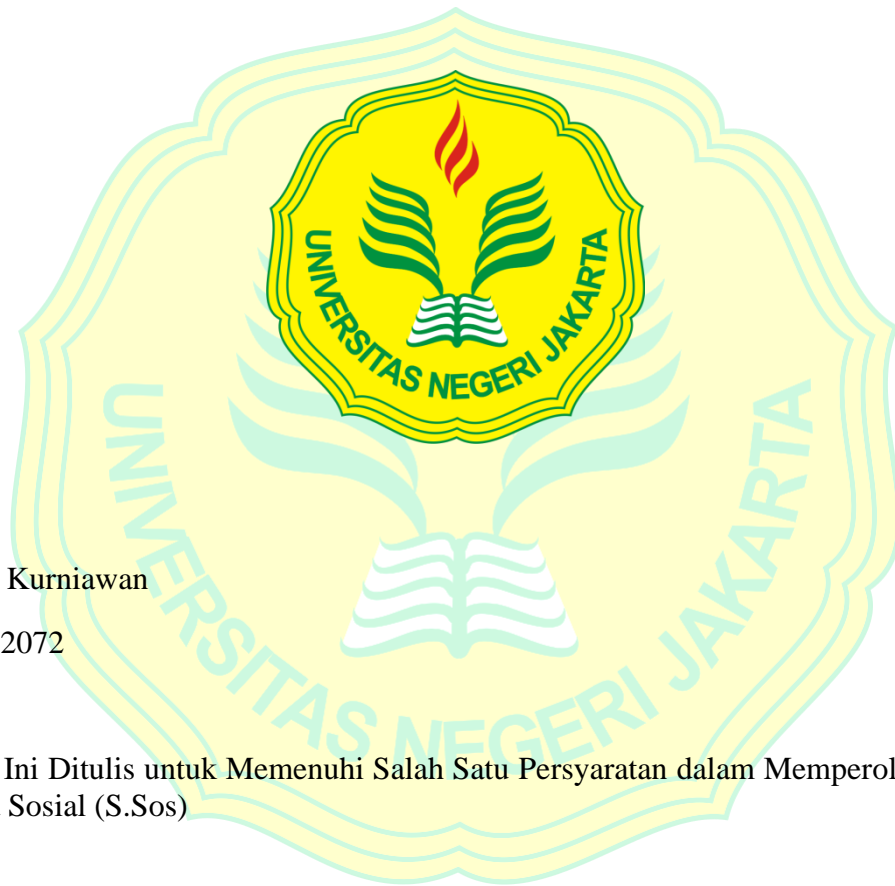 UNIVERSITAS NEGERI JAKARTA
UNIVERSITAS NEGERI JAKARTA
Kurniawan
2072
Ini Ditulis untuk Memenuhi Salah Satu Persyaratan dalam Memperol
Sosial (S.Sos)